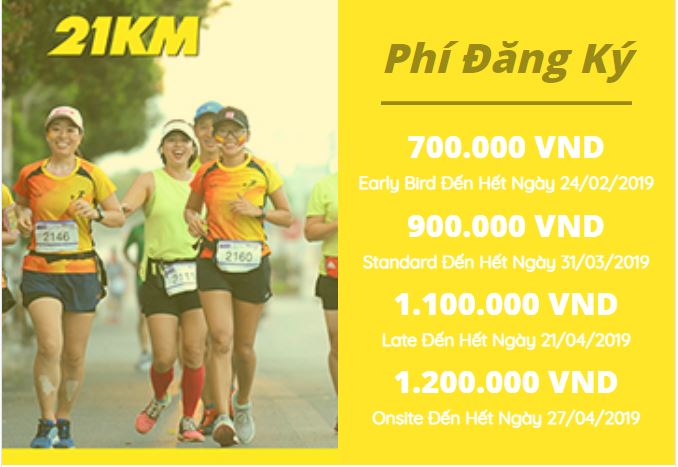 21KM
Phí Đăng Ký
700.000 VND
Early Bird Đến Hết Ngày 24/02/2019
900.000 VND
Standard Đến Hết Ngày 31/03/2019
1.100.000 VND
Late Đến Hết Ngày 21/04/2019
1.200.000 VND
Onsite Đến Hết Ngày 27/04/2019
2146
2160